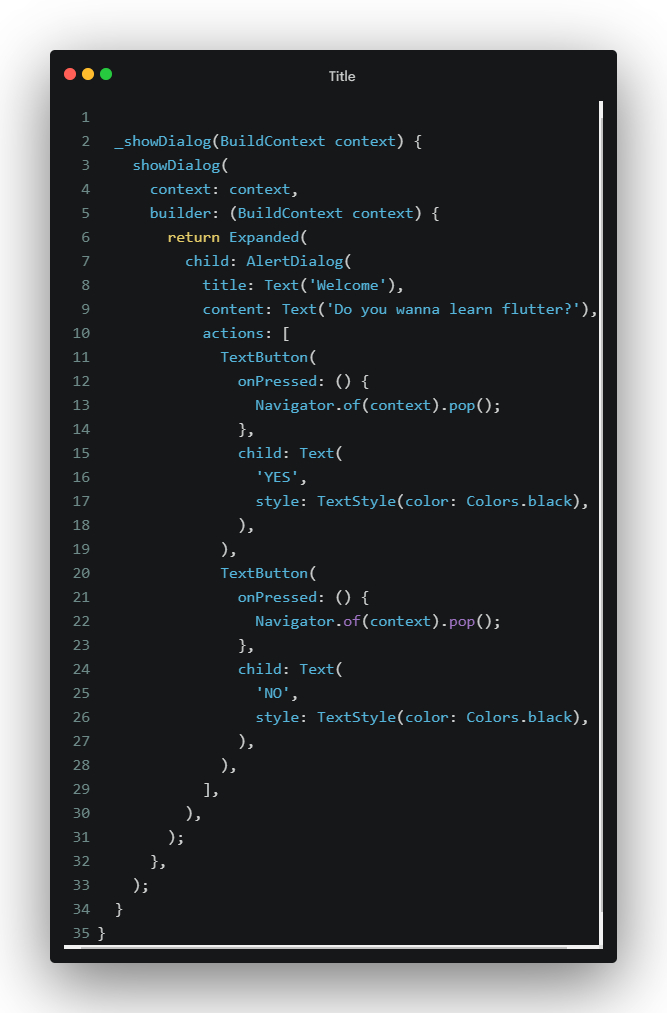 Title
1
2   _showDialog(BuildContext context) {
3     showDialog(
4       context: context,
5       builder: (BuildContext context) {
6         return Expanded(
7           child: AlertDialog(
8             title: Text('Welcome'),
9             content: Text('Do you wanna learn flutter?'),
10             actions: [
11               TextButton(
12                 onPressed: () {
13                   Navigator.of(context).pop();
14                 },
15                 child: Text(
16                   'YES',
17                   style: TextStyle(color: Colors.black),
18                 ),
19               ),
20               TextButton(
21                 onPressed: () {
22                   Navigator.of(context).pop();
23                 },
24                 child: Text(
25                   'NO',
26                   style: TextStyle(color: Colors.black),
27                 ),
28               ),
29             ],
30           ),
31         );
32       },
33     );
34   }
35 }